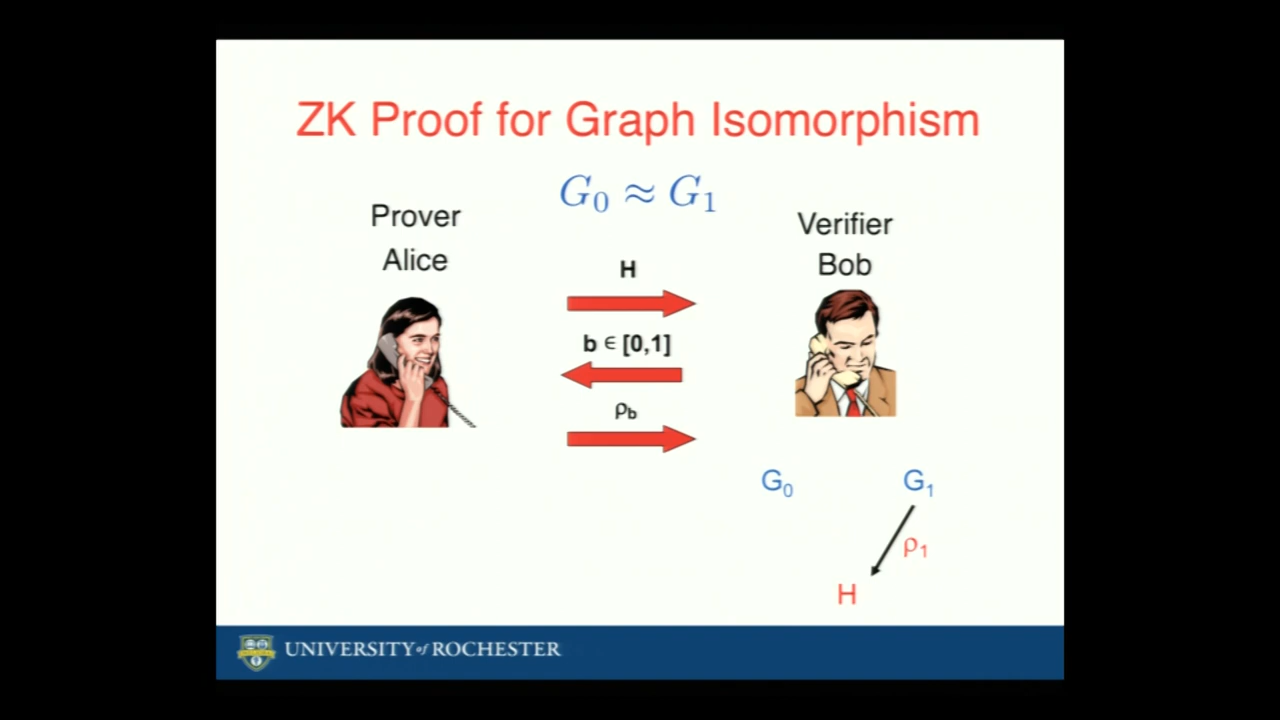 ZK Proof for Graph Isomorphism
G₀ ≈ G₁
Prover
Alice
Verifier
Bob
H
b ∈ [0,1]
ρb
G₀ G₁
ρ₁
H
UNIVERSITY of ROCHESTER